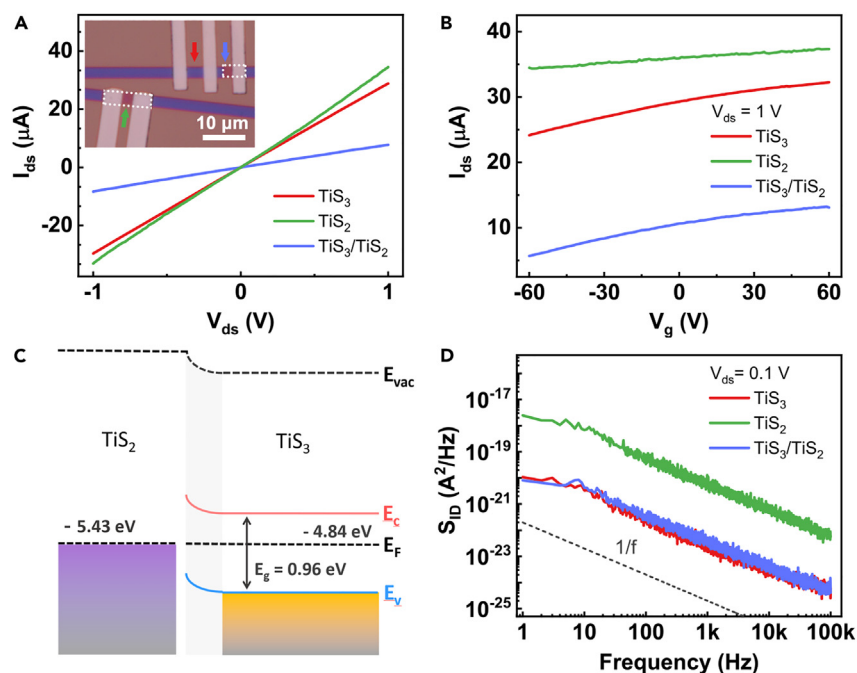 A
I_ds (μA)
40
20
0
-20
10 μm
TiS₃
TiS₂
TiS₃/TiS₂
-1
0
1
V_ds (V)
B
I_ds (μA)
40
30
20
10
V_ds = 1 V
TiS₃
TiS₂
TiS₃/TiS₂
-60
-30
0
30
60
V_g (V)
C
E_vac
TiS₂
TiS₃
E_c
- 5.43 eV
- 4.84 eV
E_F
E_g = 0.96 eV
E_v
D
S_ID (A²/Hz)
10⁻¹⁷
10⁻¹⁹
10⁻²¹
10⁻²³
10⁻²⁵
V_ds= 0.1 V
TiS₃
TiS₂
TiS₃/TiS₂
1/f
1
10
100
1k
10k
100k
Frequency (Hz)